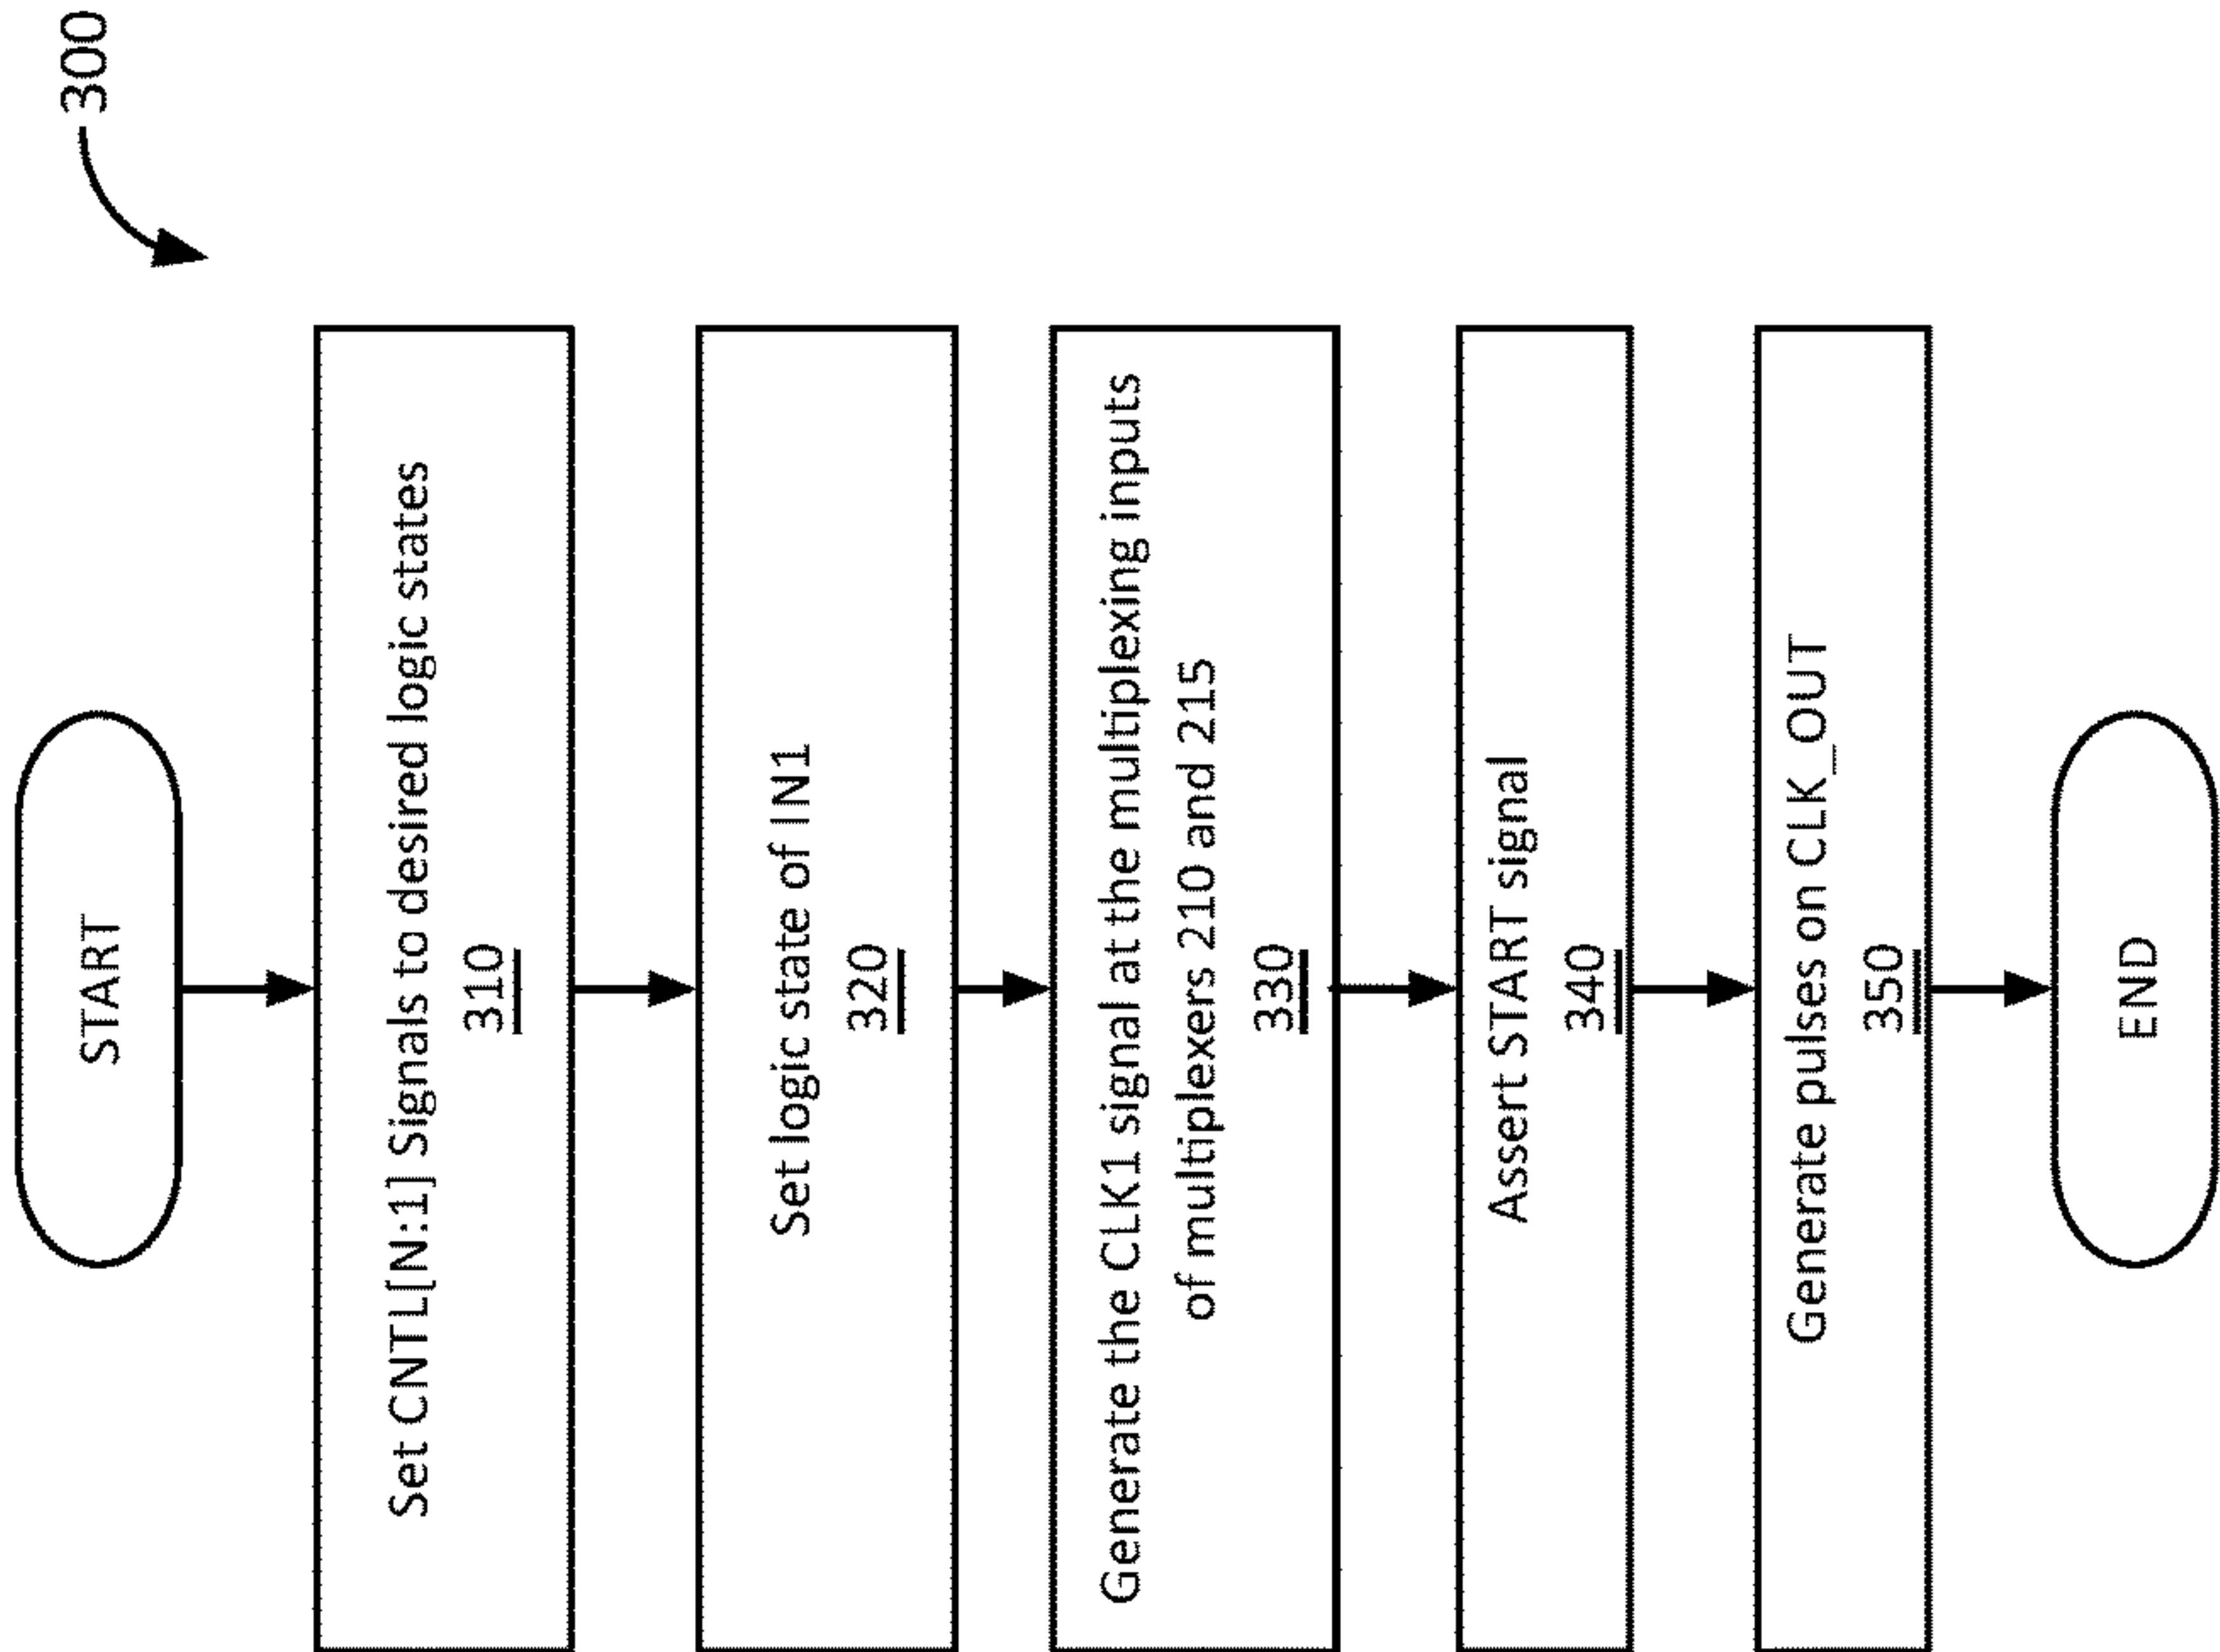 300
START
Set CNTL[N:1] Signals to desired logic states
310
Set logic state of IN1
320
Generate the CLK1 signal at the multiplexing inputs
of multiplexers 210 and 215
330
Assert START signal
340
Generate pulses on CLK_OUT
350
END